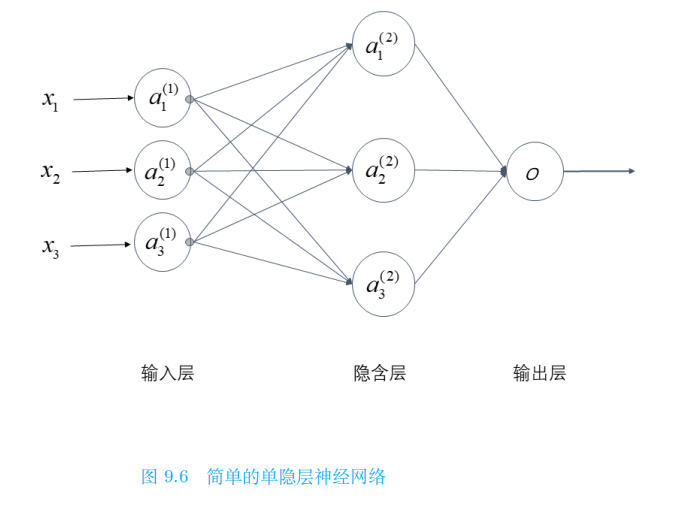 a₁⁽²⁾
x₁ a₁⁽¹⁾
x₂ a₂⁽¹⁾ a₂⁽²⁾ o
x₃ a₃⁽¹⁾
a₃⁽²⁾
输入层 隐含层 输出层
图 9.6 简单的单隐层神经网络